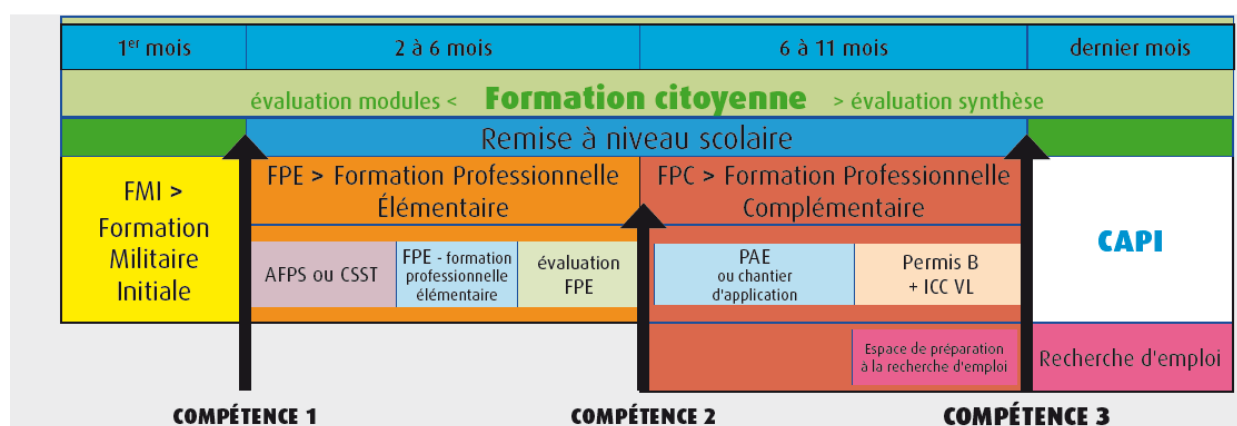 1er mois
2 à 6 mois
6 à 11 mois
dernier mois
évaluation modules < Formation citoyenne > évaluation synthèse
Remise à niveau scolaire
FMI >
Formation
Militaire
Initiale
FPE > Formation Professionnelle
Élémentaire
FPC > Formation Professionnelle
Complémentaire
AFPS ou CSST
FPE - formation
professionnelle
élémentaire
évaluation
FPE
PAE
ou chantier
d'application
Permis B
+ ICC VL
CAPI
Espace de préparation
à la recherche d'emploi
Recherche d'emploi
COMPÉTENCE 1
COMPÉTENCE 2
COMPÉTENCE 3